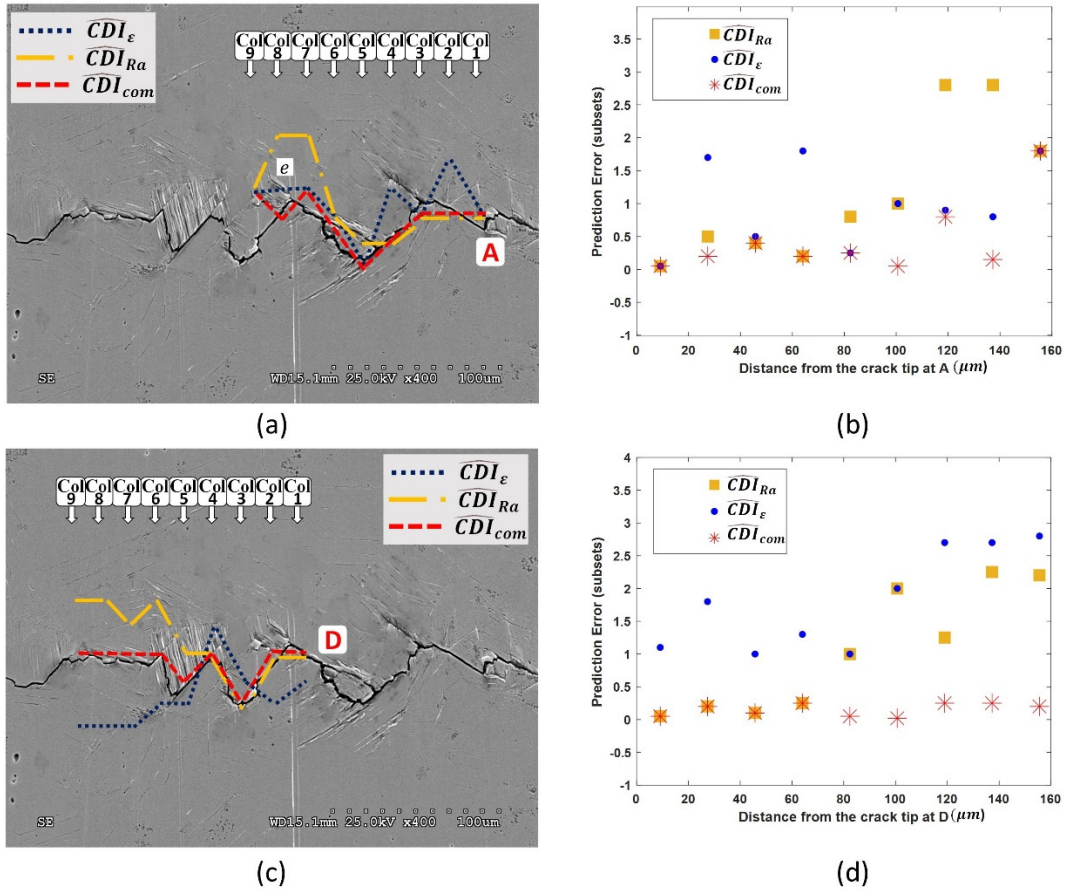 CDI_ε
CDI_Ra
CDI_com
Col 9 Col 8 Col 7 Col 6 Col 5 Col 4 Col 3 Col 2 Col 1
e
A
SE
WD15.1mm 25.0kV x400 100um
(a)
CDI_Ra
CDI_ε
CDI_com
3.5
3
2.5
2
1.5
1
0.5
0
-0.5
-1
Prediction Error (subsets)
0 20 40 60 80 100 120 140 160
Distance from the crack tip at A (μm)
(b)
Col 9 Col 8 Col 7 Col 6 Col 5 Col 4 Col 3 Col 2 Col 1
CDI_ε
CDI_Ra
CDI_com
D
SE
WD15.1mm 25.0kV x400 100um
(c)
CDI_Ra
CDI_ε
CDI_com
4
3.5
3
2.5
2
1.5
1
0.5
0
-0.5
-1
Prediction Error (subsets)
0 20 40 60 80 100 120 140 160
Distance from the crack tip at D (μm)
(d)